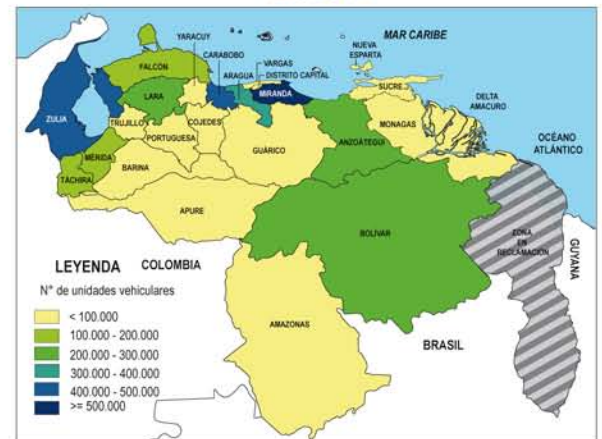 MAR CARIBE
YARACUY
CARABOBO
NUEVA
ESPARTA
FALCÓN
ARAGUA
VARGAS
DISTRITO CAPITAL
MIRANDA
SUCRE
LARA
DELTA
AMACURO
ZULIA
TRUJILLO
COJEDES
MONAGAS
OCÉANO
ATLÁNTICO
PORTUGUESA
ANZOÁTEGUI
GUÁRICO
MÉRIDA
BARINA
TÁCHIRA
APURE
BOLIVAR
ZONA
EN
RECLAMACIÓN
GUYANA
LEYENDA
COLOMBIA
N° de unidades vehiculares
< 100.000
100.000 - 200.000
200.000 - 300.000
300.000 - 400.000
400.000 - 500.000
>= 500.000
AMAZONAS
BRASIL